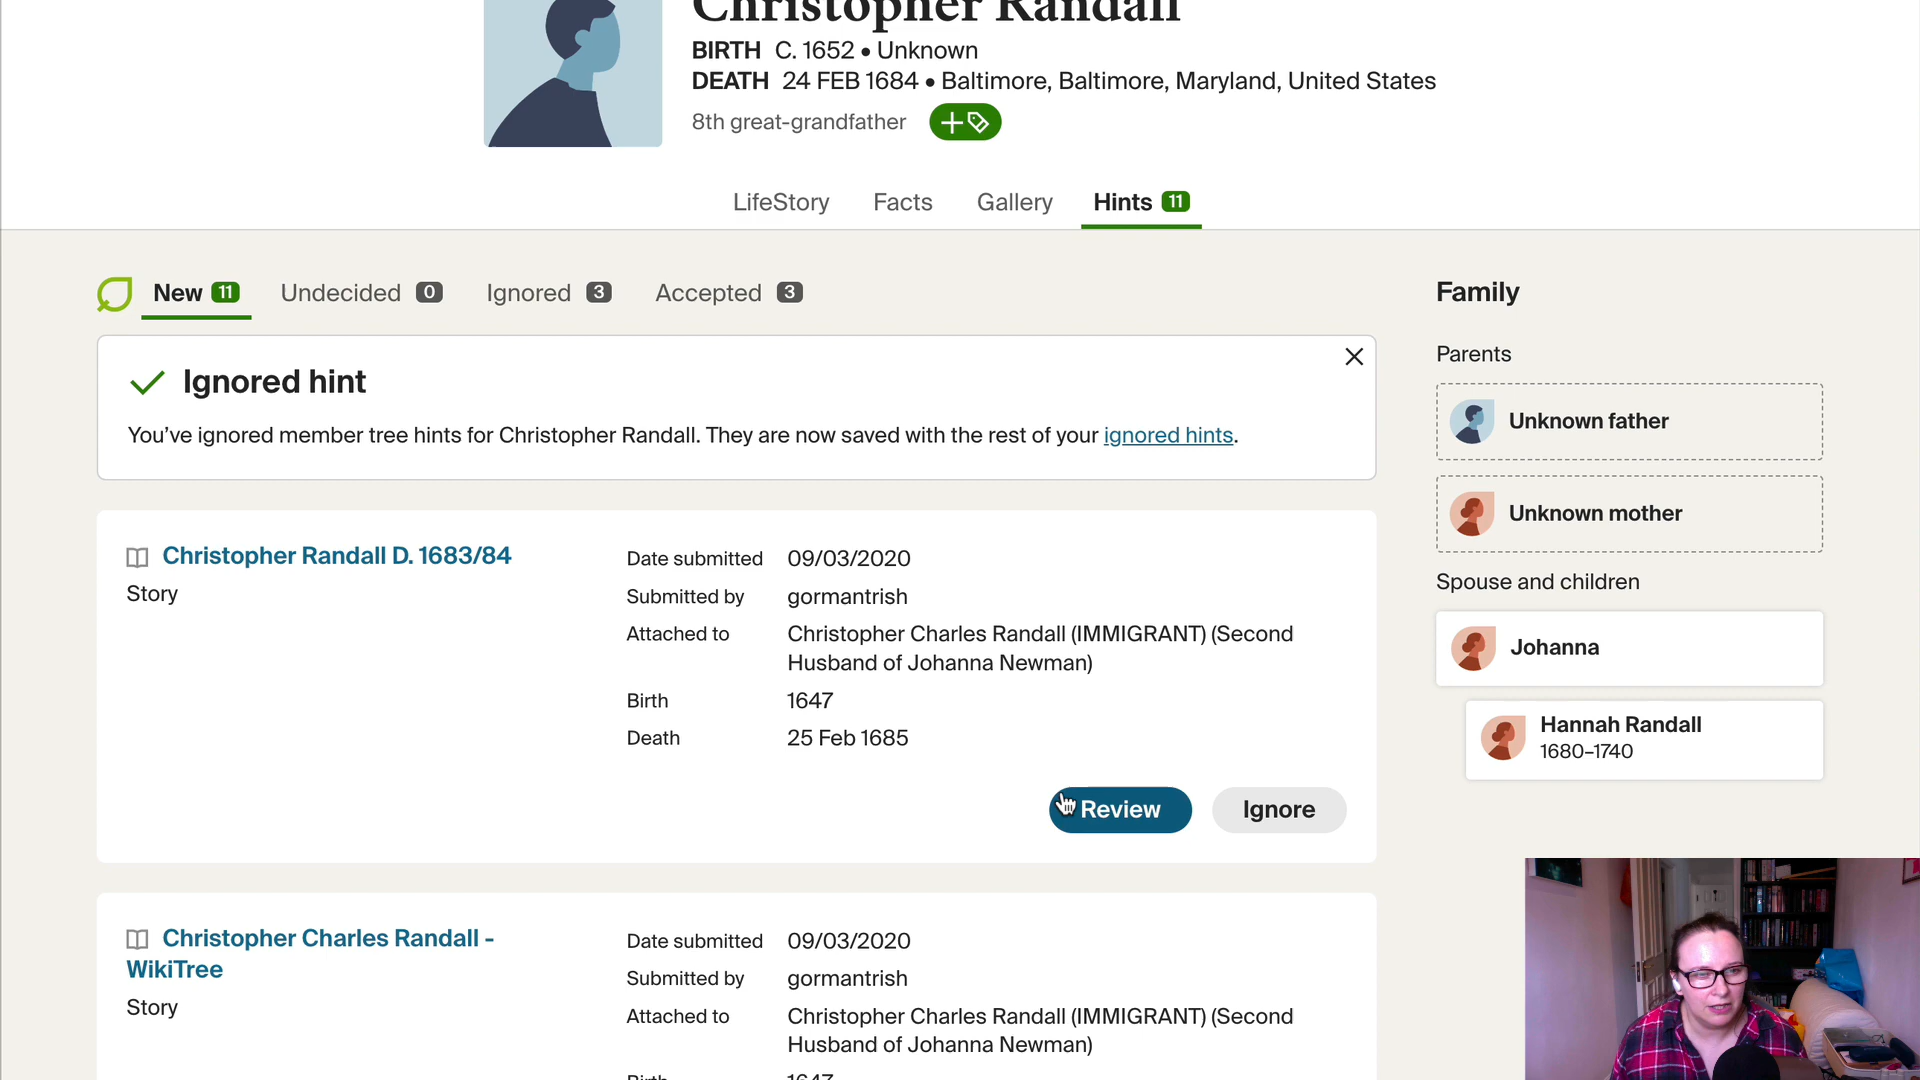 Christopher Randall
BIRTH C. 1652 • Unknown
DEATH 24 FEB 1684 • Baltimore, Baltimore, Maryland, United States
8th great-grandfather
LifeStory Facts Gallery Hints 11
New 11 Undecided 0 Ignored 3 Accepted 3
Ignored hint
You've ignored member tree hints for Christopher Randall. They are now saved with the rest of your ignored hints.
Christopher Randall D. 1683/84
Story
Date submitted 09/03/2020
Submitted by gormantrish
Attached to Christopher Charles Randall (IMMIGRANT) (Second
Husband of Johanna Newman)
Birth 1647
Death 25 Feb 1685
Review Ignore
Christopher Charles Randall -
WikiTree
Story
Date submitted 09/03/2020
Submitted by gormantrish
Attached to Christopher Charles Randall (IMMIGRANT) (Second
Husband of Johanna Newman)
Birth 1647
Family
Parents
Unknown father
Unknown mother
Spouse and children
Johanna
Hannah Randall
1680–1740